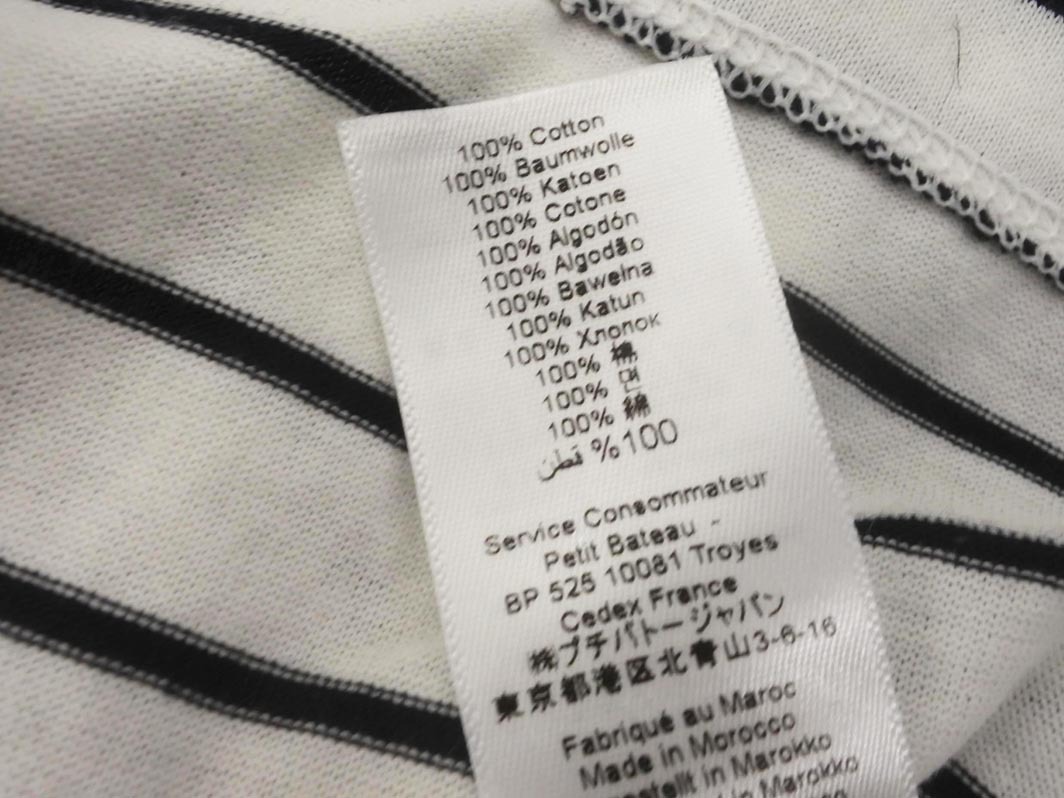 100% Cotton
100% Baumwolle
100% Katoen
100% Cotone
100% Algodón
100% Algodão
100% Bawełna
100% Katun
100% Хлопок
100% 棉
100% 면
100% 綿
%100 قطن
Service Consommateur
Petit Bateau -
BP 525 10081 Troyes
Cedex France
㈱プチバトージャパン
東京都港区北青山3-6-16
Fabriqué au Maroc
Made in Morocco
in Marokko
Marokko